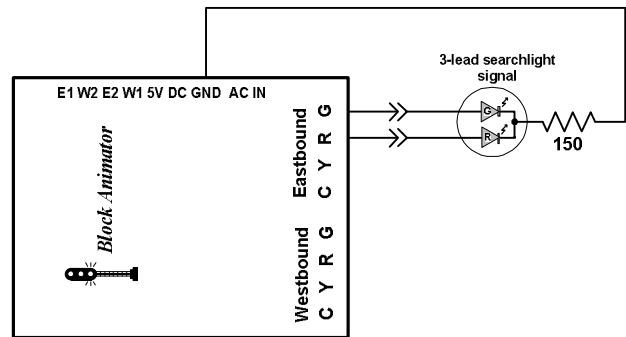 3-lead searchlight
signal
E1 W2 E2 W1 5V DC GND AC IN
G
R
150
Block Animator
Eastbound
C Y R G
Westbound
C Y R G